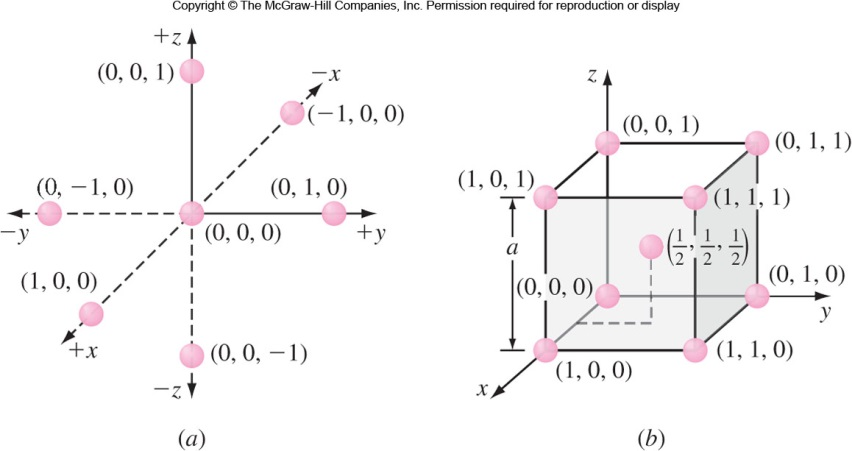 Copyright © The McGraw-Hill Companies, Inc. Permission required for reproduction or display
+z
(0, 0, 1)
−x
(−1, 0, 0)
(0, −1, 0)
(0, 1, 0)
−y
(0, 0, 0)
+y
(1, 0, 0)
+x
(0, 0, −1)
−z
(a)
z
(0, 0, 1)
(0, 1, 1)
(1, 0, 1)
(1, 1, 1)
a
(1/2, 1/2, 1/2)
(0, 0, 0)
(0, 1, 0)
y
(1, 1, 0)
(1, 0, 0)
x
(b)